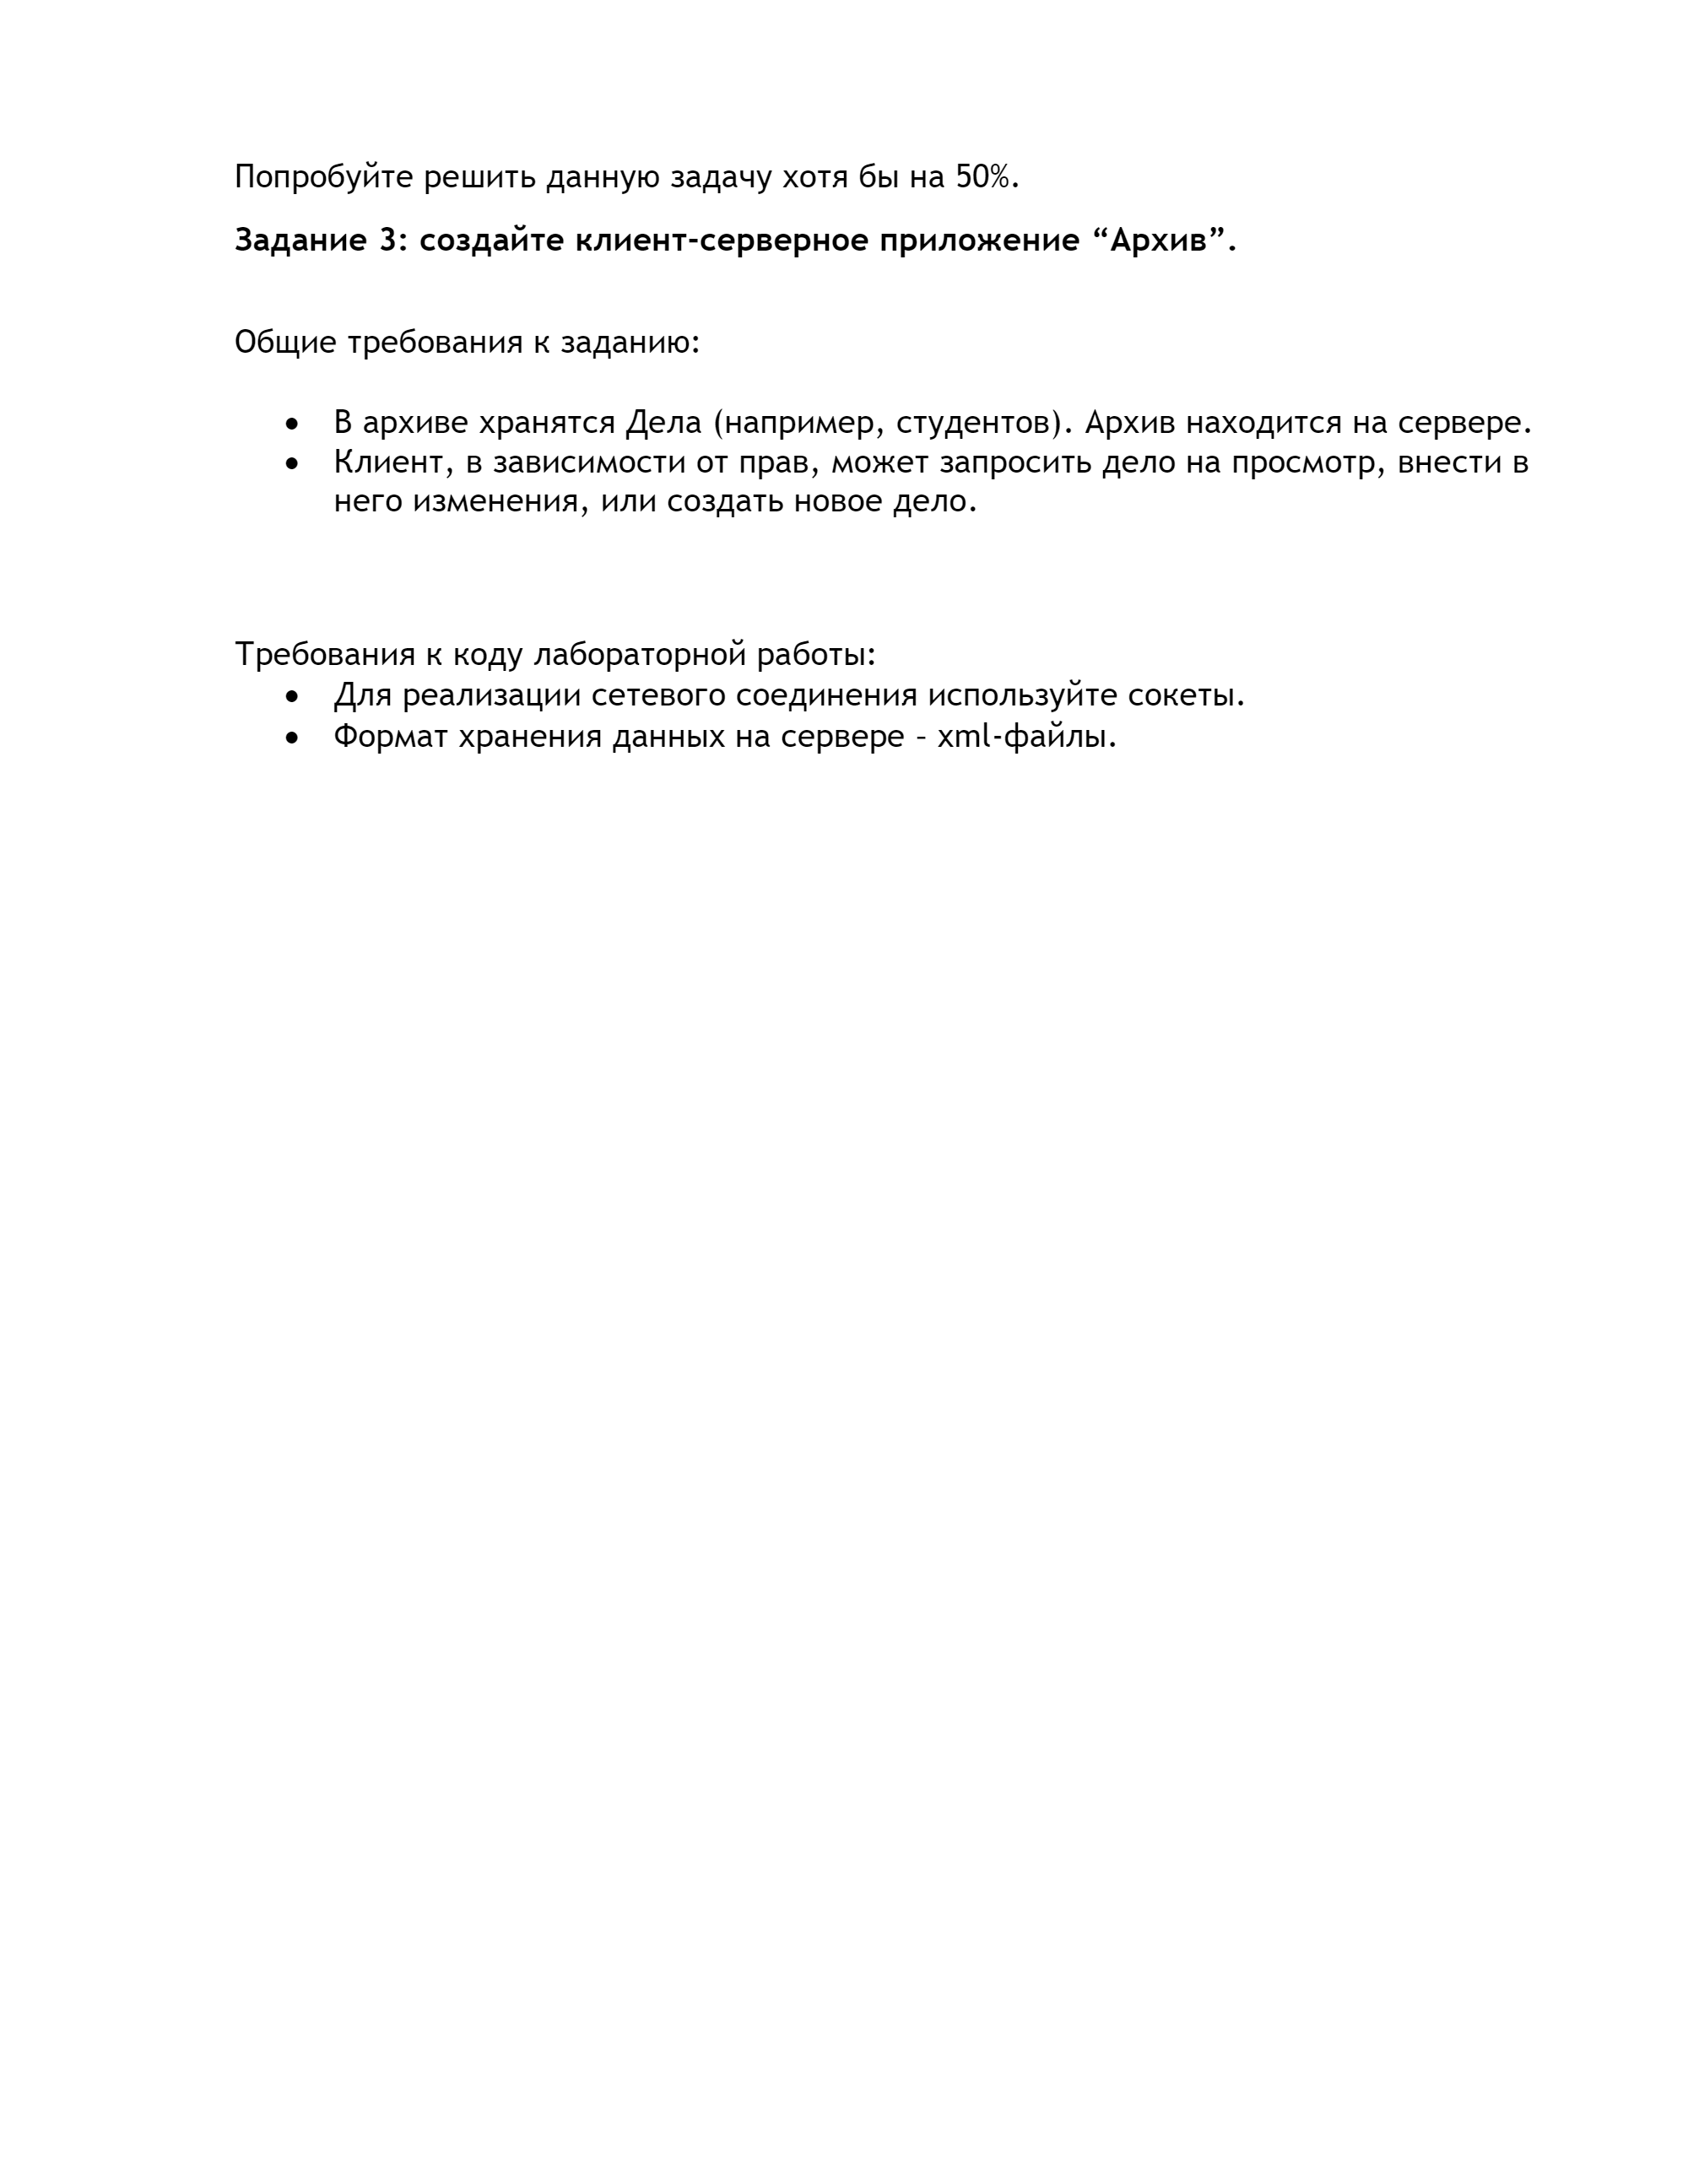 Попробуйте решить данную задачу хотя бы на 50%.
Задание 3: создайте клиент-серверное приложение “Архив”.
Общие требования к заданию:
• В архиве хранятся Дела (например, студентов). Архив находится на сервере.
• Клиент, в зависимости от прав, может запросить дело на просмотр, внести в
него изменения, или создать новое дело.
Требования к коду лабораторной работы:
• Для реализации сетевого соединения используйте сокеты.
• Формат хранения данных на сервере – xml-файлы.